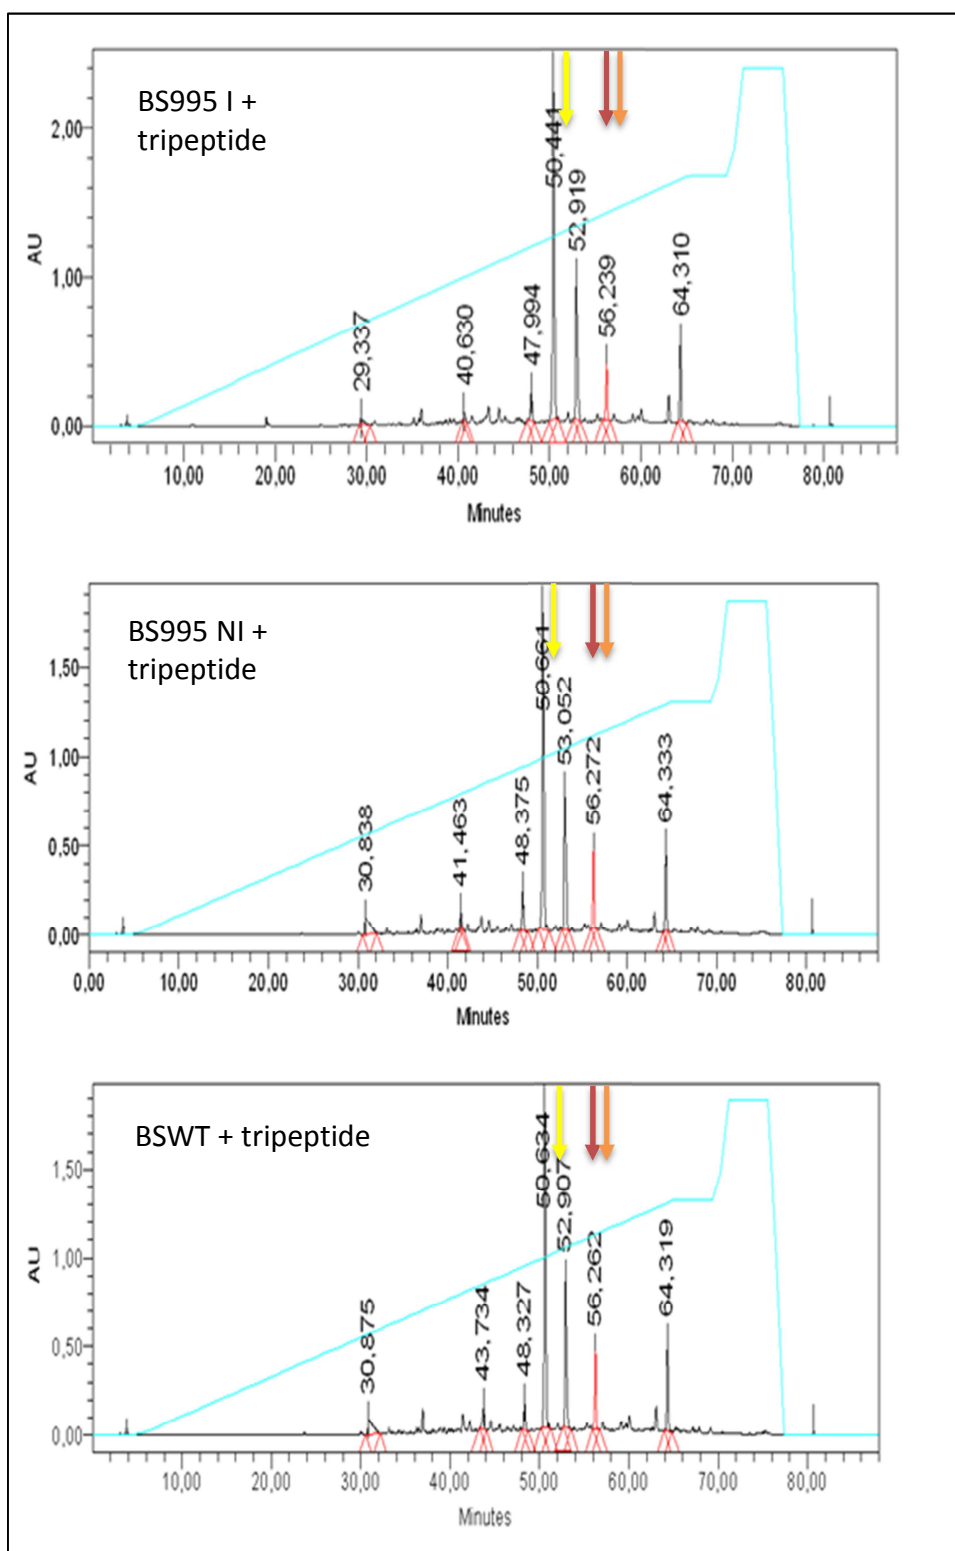 BS995 I +
tripeptide
2,00
1,00
0,00
AU
29,337
40,630
47,994
50,441
52,919
56,239
64,310
10,00 20,00 30,00 40,00 50,00 60,00 70,00 80,00
Minutes
BS995 NI +
tripeptide
1,50
1,00
0,50
0,00
AU
30,838
41,463
48,375
50,661
53,052
56,272
64,333
0,00 10,00 20,00 30,00 40,00 50,00 60,00 70,00 80,00
Minutes
BSWT + tripeptide
1,50
1,00
0,50
0,00
AU
30,875
43,734
48,327
50,634
52,907
56,262
64,319
10,00 20,00 30,00 40,00 50,00 60,00 70,00 80,00
Minutes